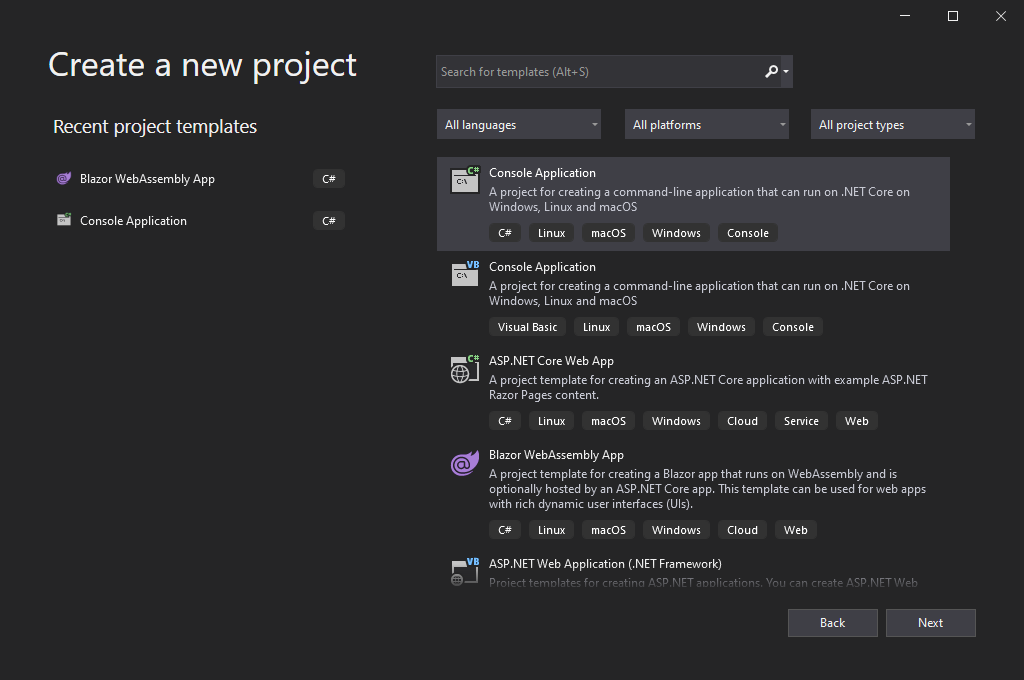 Create a new project
Search for templates (Alt+S)
Recent project templates
All languages
All platforms
All project types
Blazor WebAssembly App
C#
Console Application
C#
C#
C:\
Console Application
A project for creating a command-line application that can run on .NET Core on
Windows, Linux and macOS
C# Linux macOS Windows Console
VB
C:\
Console Application
A project for creating a command-line application that can run on .NET Core on
Windows, Linux and macOS
Visual Basic Linux macOS Windows Console
C#
ASP.NET Core Web App
A project template for creating an ASP.NET Core application with example ASP.NET
Razor Pages content.
C# Linux macOS Windows Cloud Service Web
Blazor WebAssembly App
A project template for creating a Blazor app that runs on WebAssembly and is
optionally hosted by an ASP.NET Core app. This template can be used for web apps
with rich dynamic user interfaces (UIs).
C# Linux macOS Windows Cloud Web
VB
ASP.NET Web Application (.NET Framework)
Project templates for creating ASP.NET applications. You can create ASP.NET Web
Back
Next